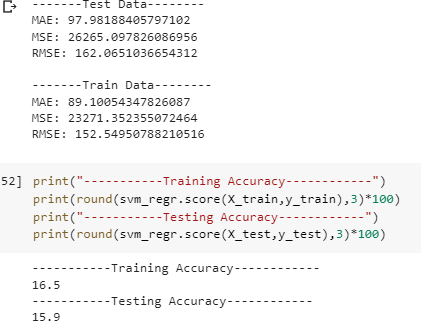 -------Test Data--------
MAE: 97.98188405797102
MSE: 26265.097826086956
RMSE: 162.0651036654312
-------Train Data--------
MAE: 89.10054347826087
MSE: 23271.352355072464
RMSE: 152.54950788210516
52] print("-----------Training Accuracy------------")
print(round(svm_regr.score(X_train,y_train),3)*100)
print("-----------Testing Accuracy------------")
print(round(svm_regr.score(X_test,y_test),3)*100)
-----------Training Accuracy------------
16.5
-----------Testing Accuracy------------
15.9